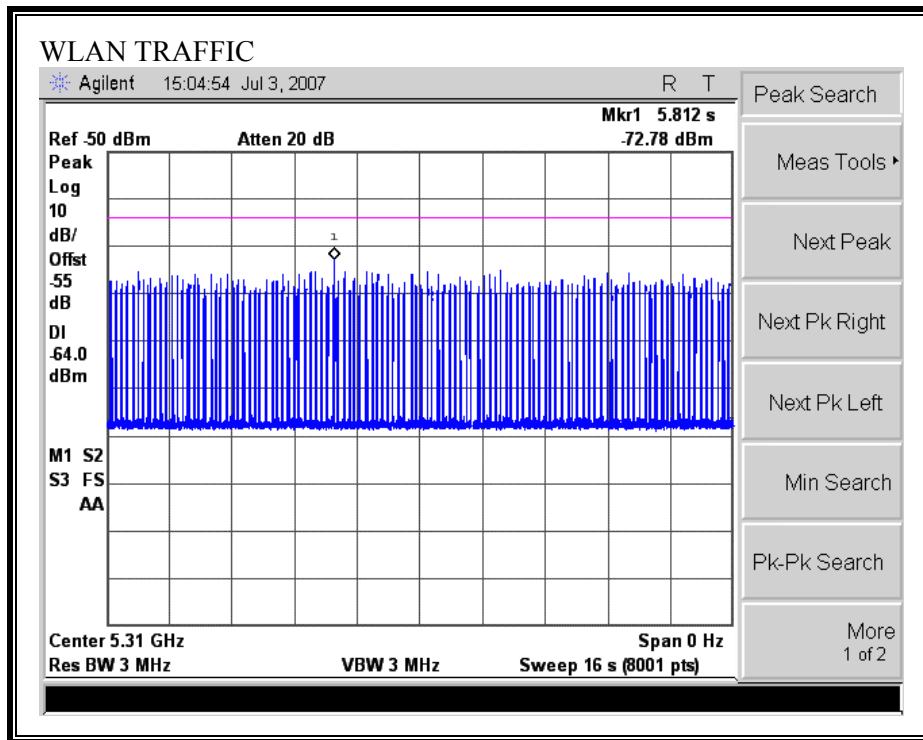 WLAN TRAFFIC
Agilent 15:04:54 Jul 3, 2007 R T
Mkr1 5.812 s
Ref -50 dBm Atten 20 dB -72.78 dBm
Peak
Log
10
dB/
Offst
-55
dB
DI
-64.0
dBm
M1 S2
S3 FS
AA
1
Center 5.31 GHz Span 0 Hz
Res BW 3 MHz VBW 3 MHz Sweep 16 s (8001 pts)
Peak Search
Meas Tools
Next Peak
Next Pk Right
Next Pk Left
Min Search
Pk-Pk Search
More
1 of 2